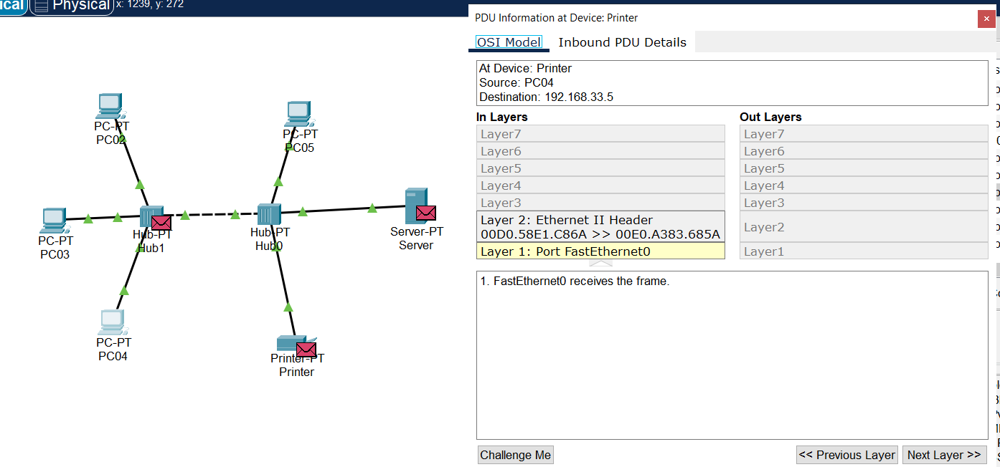 Physical
x: 1239, y: 272
PC-PT
PC02
PC-PT
PC05
PC-PT
PC03
Hub-PT
Hub1
Hub-PT
Hub0
Server-PT
Server
PC-PT
PC04
Printer-PT
Printer
PDU Information at Device: Printer
OSI Model
Inbound PDU Details
At Device: Printer
Source: PC04
Destination: 192.168.33.5
In Layers
Out Layers
Layer7
Layer7
Layer6
Layer6
Layer5
Layer5
Layer4
Layer4
Layer3
Layer3
Layer 2: Ethernet II Header
00D0.58E1.C86A >> 00E0.A383.685A
Layer2
Layer 1: Port FastEthernet0
Layer1
1. FastEthernet0 receives the frame.
Challenge Me
<< Previous Layer
Next Layer >>